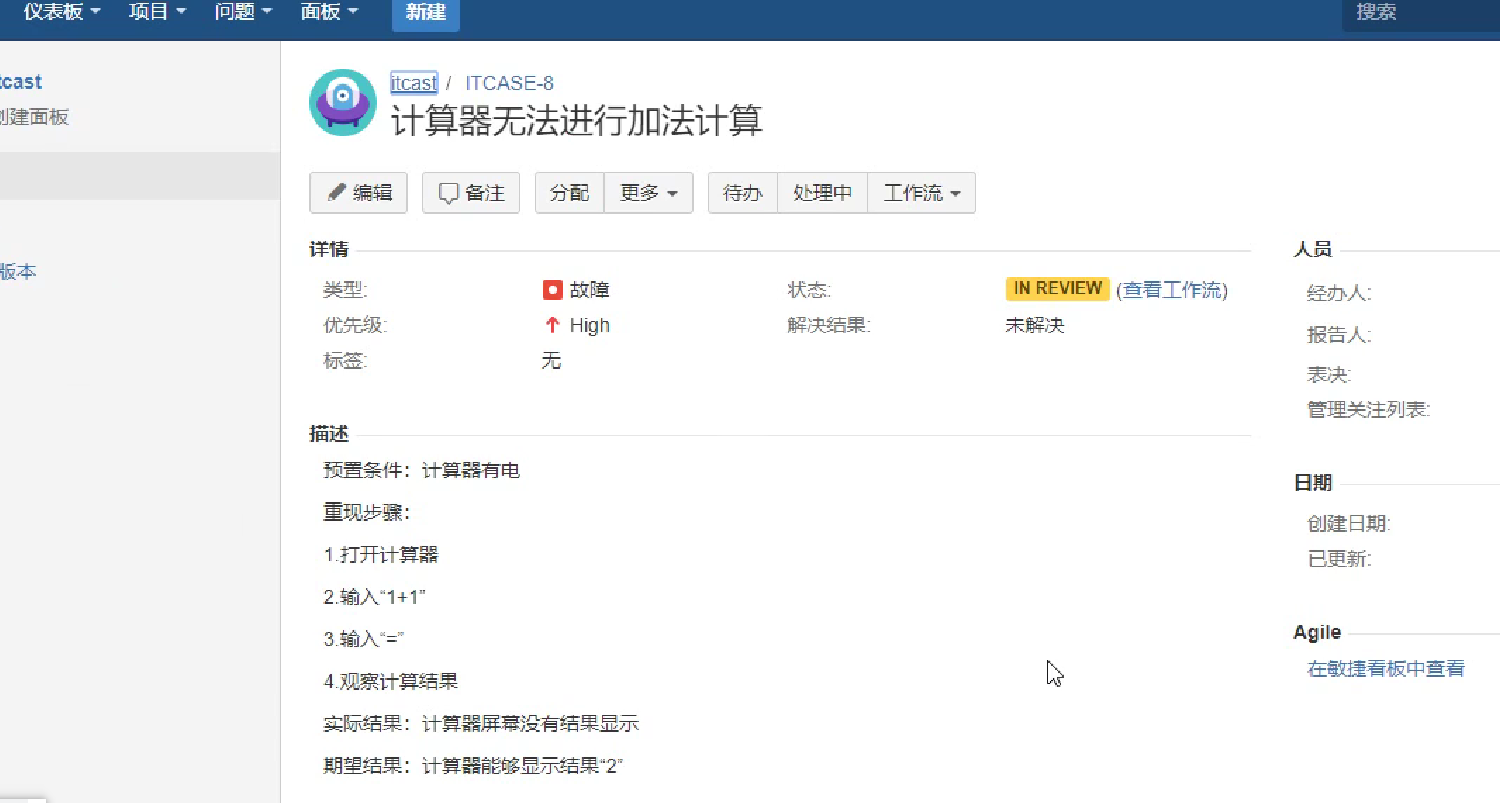 仪表板 项目 问题 面板 新建 搜索
itcast / ITCASE-8
计算器无法进行加法计算
创建面板
版本
编辑 备注 分配 更多 待办 处理中 工作流
详情
类型: 故障 状态: IN REVIEW (查看工作流)
优先级: High 解决结果: 未解决
标签: 无
描述
预置条件：计算器有电
重现步骤：
1.打开计算器
2.输入“1+1”
3.输入“=”
4.观察计算结果
实际结果：计算器屏幕没有结果显示
期望结果：计算器能够显示结果“2”
人员
经办人:
报告人:
表决:
管理关注列表:
日期
创建日期:
已更新:
Agile
在敏捷看板中查看